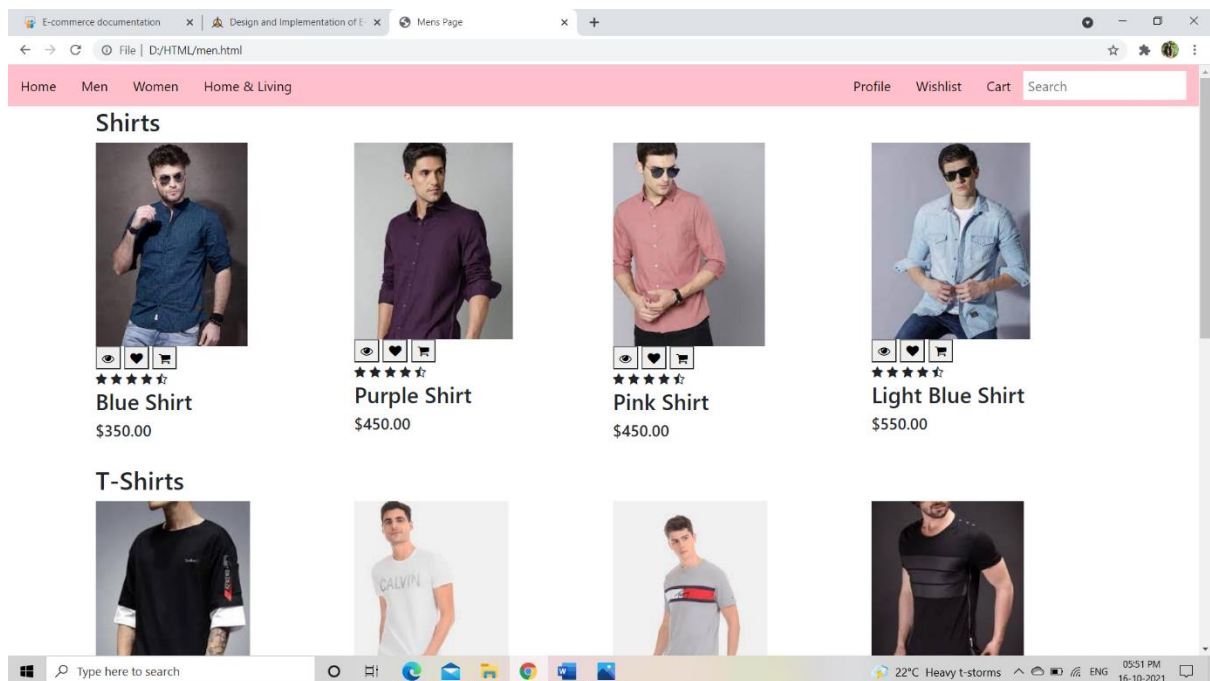 E-commerce documentation
Design and Implementation of E-
Mens Page
File | D:/HTML/men.html
Home Men Women Home & Living Profile Wishlist Cart Search
Shirts
Blue Shirt Purple Shirt Pink Shirt Light Blue Shirt
$350.00 $450.00 $450.00 $550.00
T-Shirts
CALVIN
Type here to search
22°C Heavy t-storms ENG 05:51 PM
16-10-2021